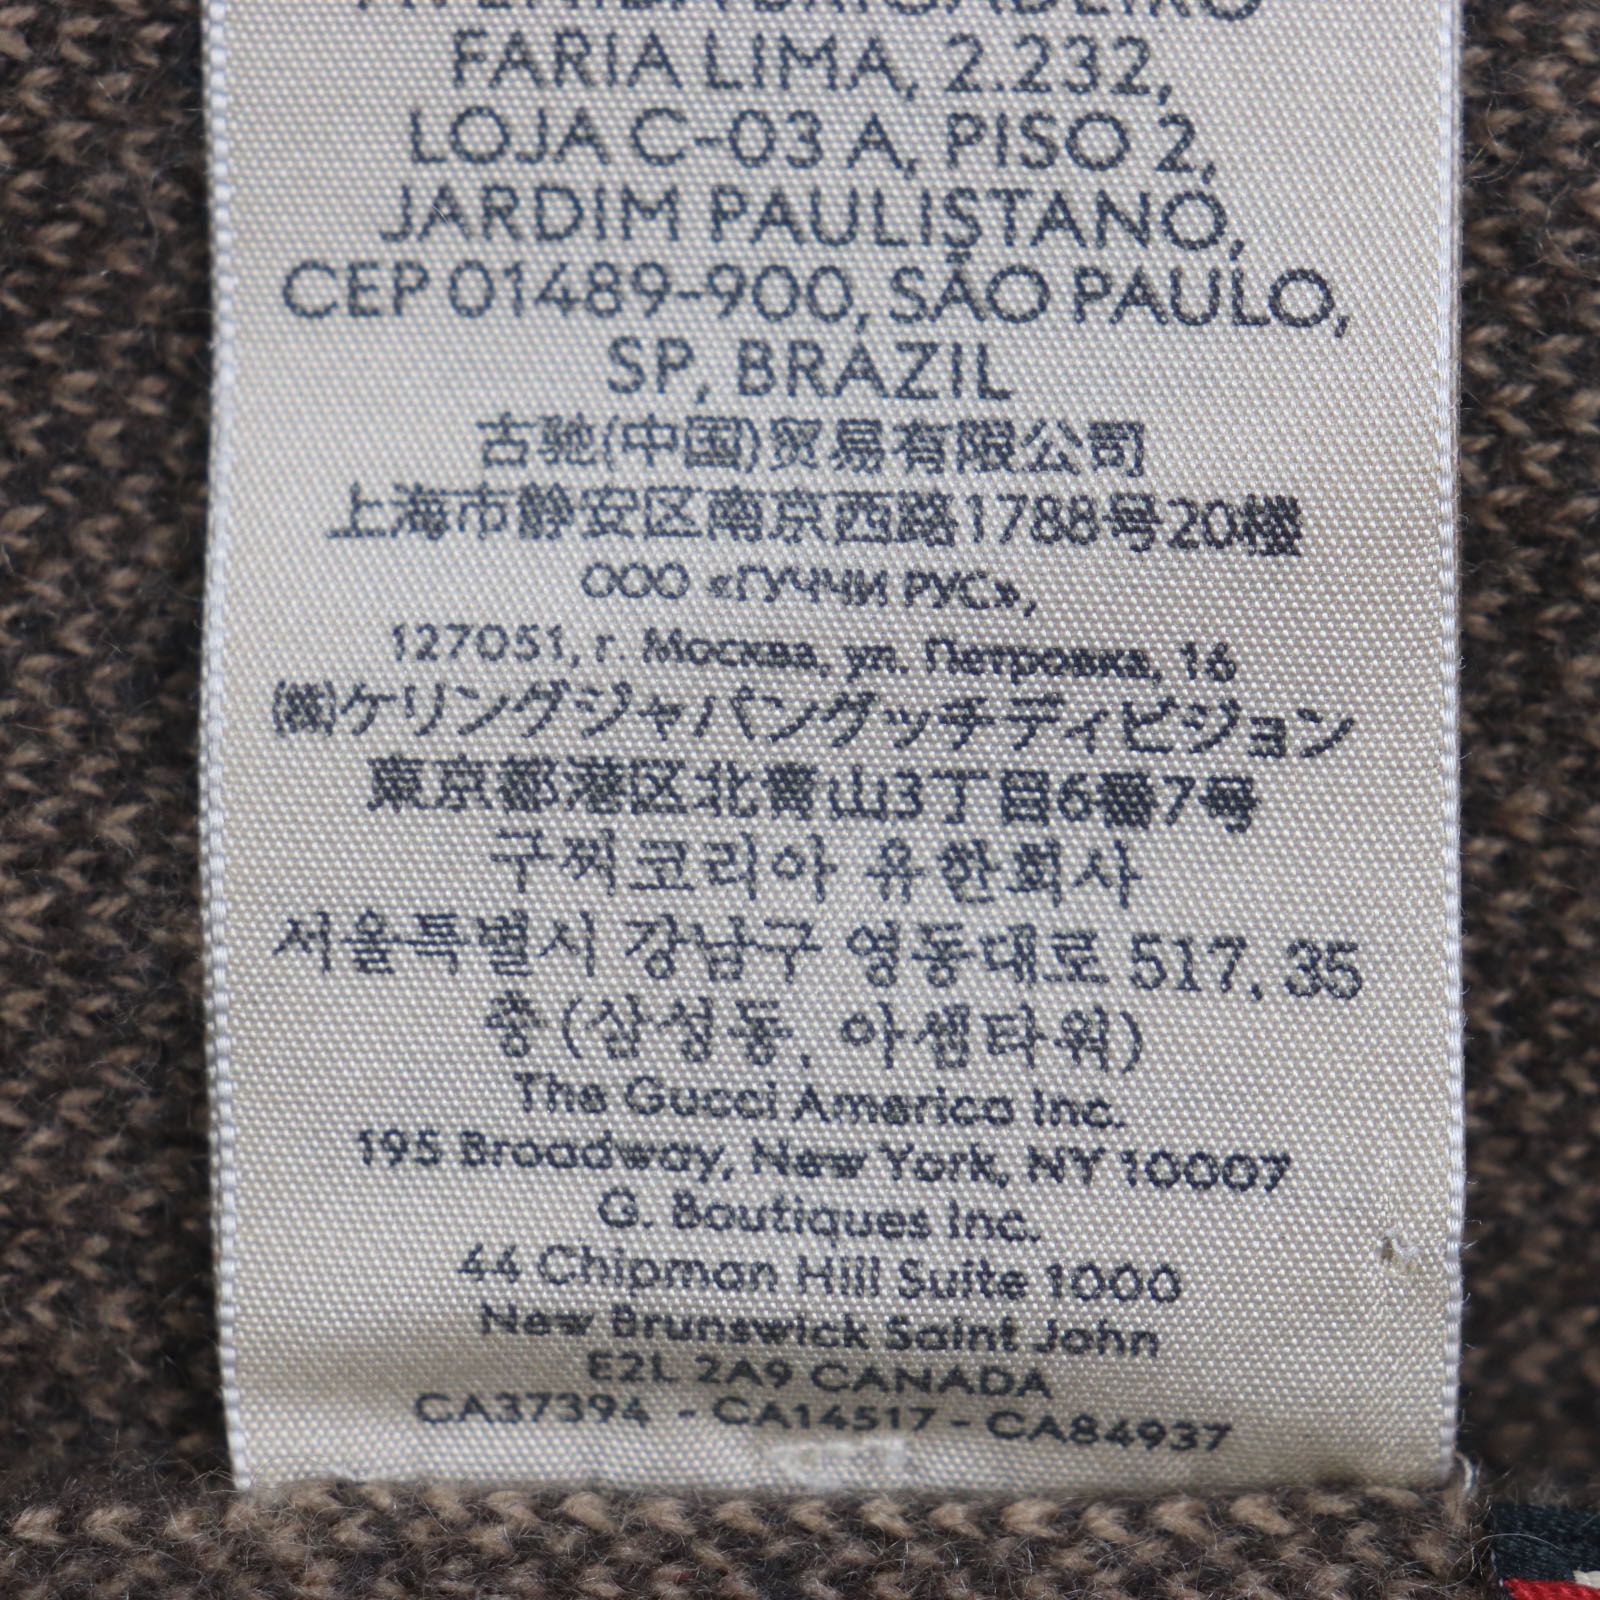 AVENIDA BRIGADEIRO
FARIA LIMA, 2.232,
LOJA C-03 A, PISO 2,
JARDIM PAULISTANO,
CEP 01489-900, SÃO PAULO,
SP, BRAZIL
古驰(中国)贸易有限公司
上海市静安区南京西路1788号20楼
ООО «ГУЧЧИ РУС»,
127051, г. Москва, ул. Петровка, 16
㈱ケリングジャパングッチディビジョン
東京都港区北青山3丁目6番7号
구찌코리아 유한회사
서울특별시 강남구 영동대로 517, 35
층(삼성동, 아셈타워)
The Gucci America Inc.
195 Broadway, New York, NY 10007
G. Boutiques Inc.
44 Chipman Hill Suite 1000
New Brunswick Saint John
E2L 2A9 CANADA
CA37394 - CA14517 - CA84937